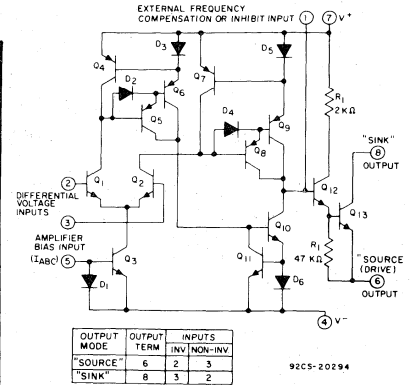 EXTERNAL FREQUENCY
COMPENSATION OR INHIBIT INPUT
1
7 V+
D3
D5
Q4
Q6
Q7
D2
Q5
D4
Q9
Q8
R1
2 KΩ
"SINK"
8
OUTPUT
2
Q1
Q2
Q12
DIFFERENTIAL
VOLTAGE
INPUTS
3
Q13
Q10
AMPLIFIER
BIAS INPUT
(IABC) 5
Q3
Q11
R1
47 KΩ
"SOURCE
(DRIVE)
6
OUTPUT
D1
D6
4 V-
OUTPUT MODE
OUTPUT TERM
INPUTS
INV NON-INV
"SOURCE" 6 2 3
"SINK" 8 3 2
92CS-20294